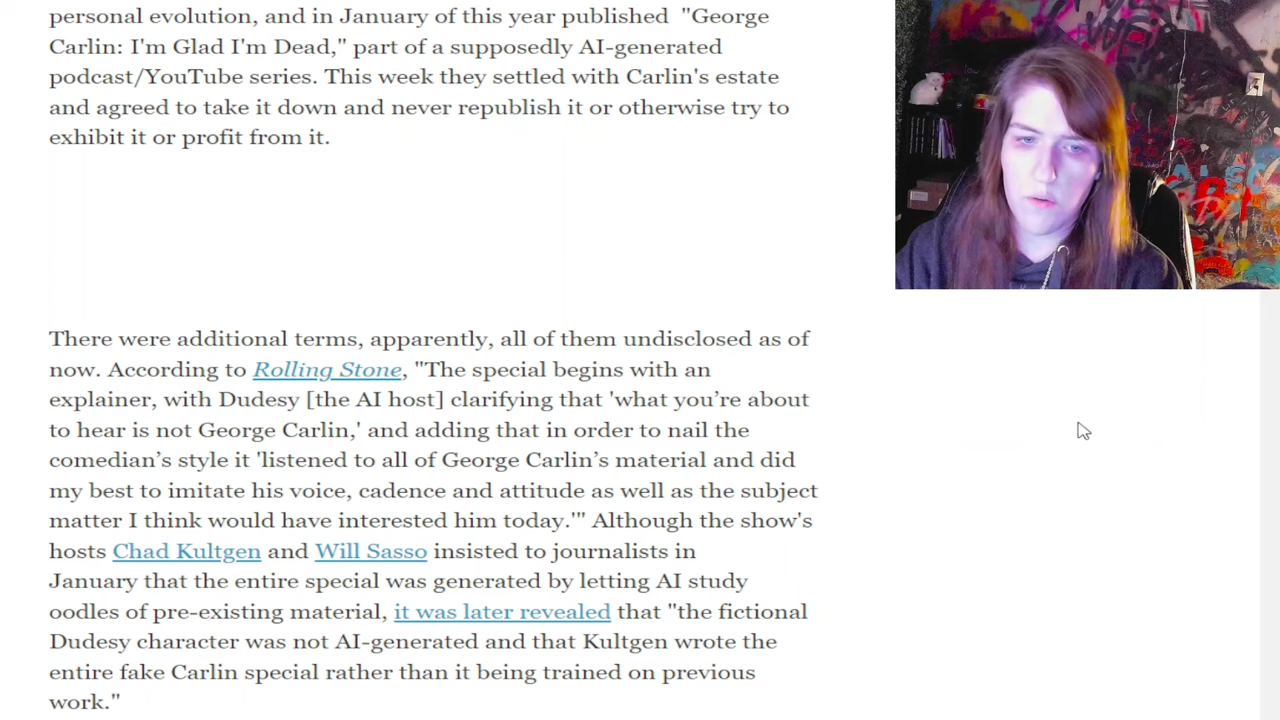 personal evolution, and in January of this year published  "George
Carlin: I'm Glad I'm Dead," part of a supposedly AI-generated
podcast/YouTube series. This week they settled with Carlin's estate
and agreed to take it down and never republish it or otherwise try to
exhibit it or profit from it.
There were additional terms, apparently, all of them undisclosed as of
now. According to Rolling Stone, "The special begins with an
explainer, with Dudesy [the AI host] clarifying that 'what you’re about
to hear is not George Carlin,' and adding that in order to nail the
comedian’s style it 'listened to all of George Carlin’s material and did
my best to imitate his voice, cadence and attitude as well as the subject
matter I think would have interested him today.'" Although the show's
hosts Chad Kultgen and Will Sasso insisted to journalists in
January that the entire special was generated by letting AI study
oodles of pre-existing material, it was later revealed that "the fictional
Dudesy character was not AI-generated and that Kultgen wrote the
entire fake Carlin special rather than it being trained on previous
work."